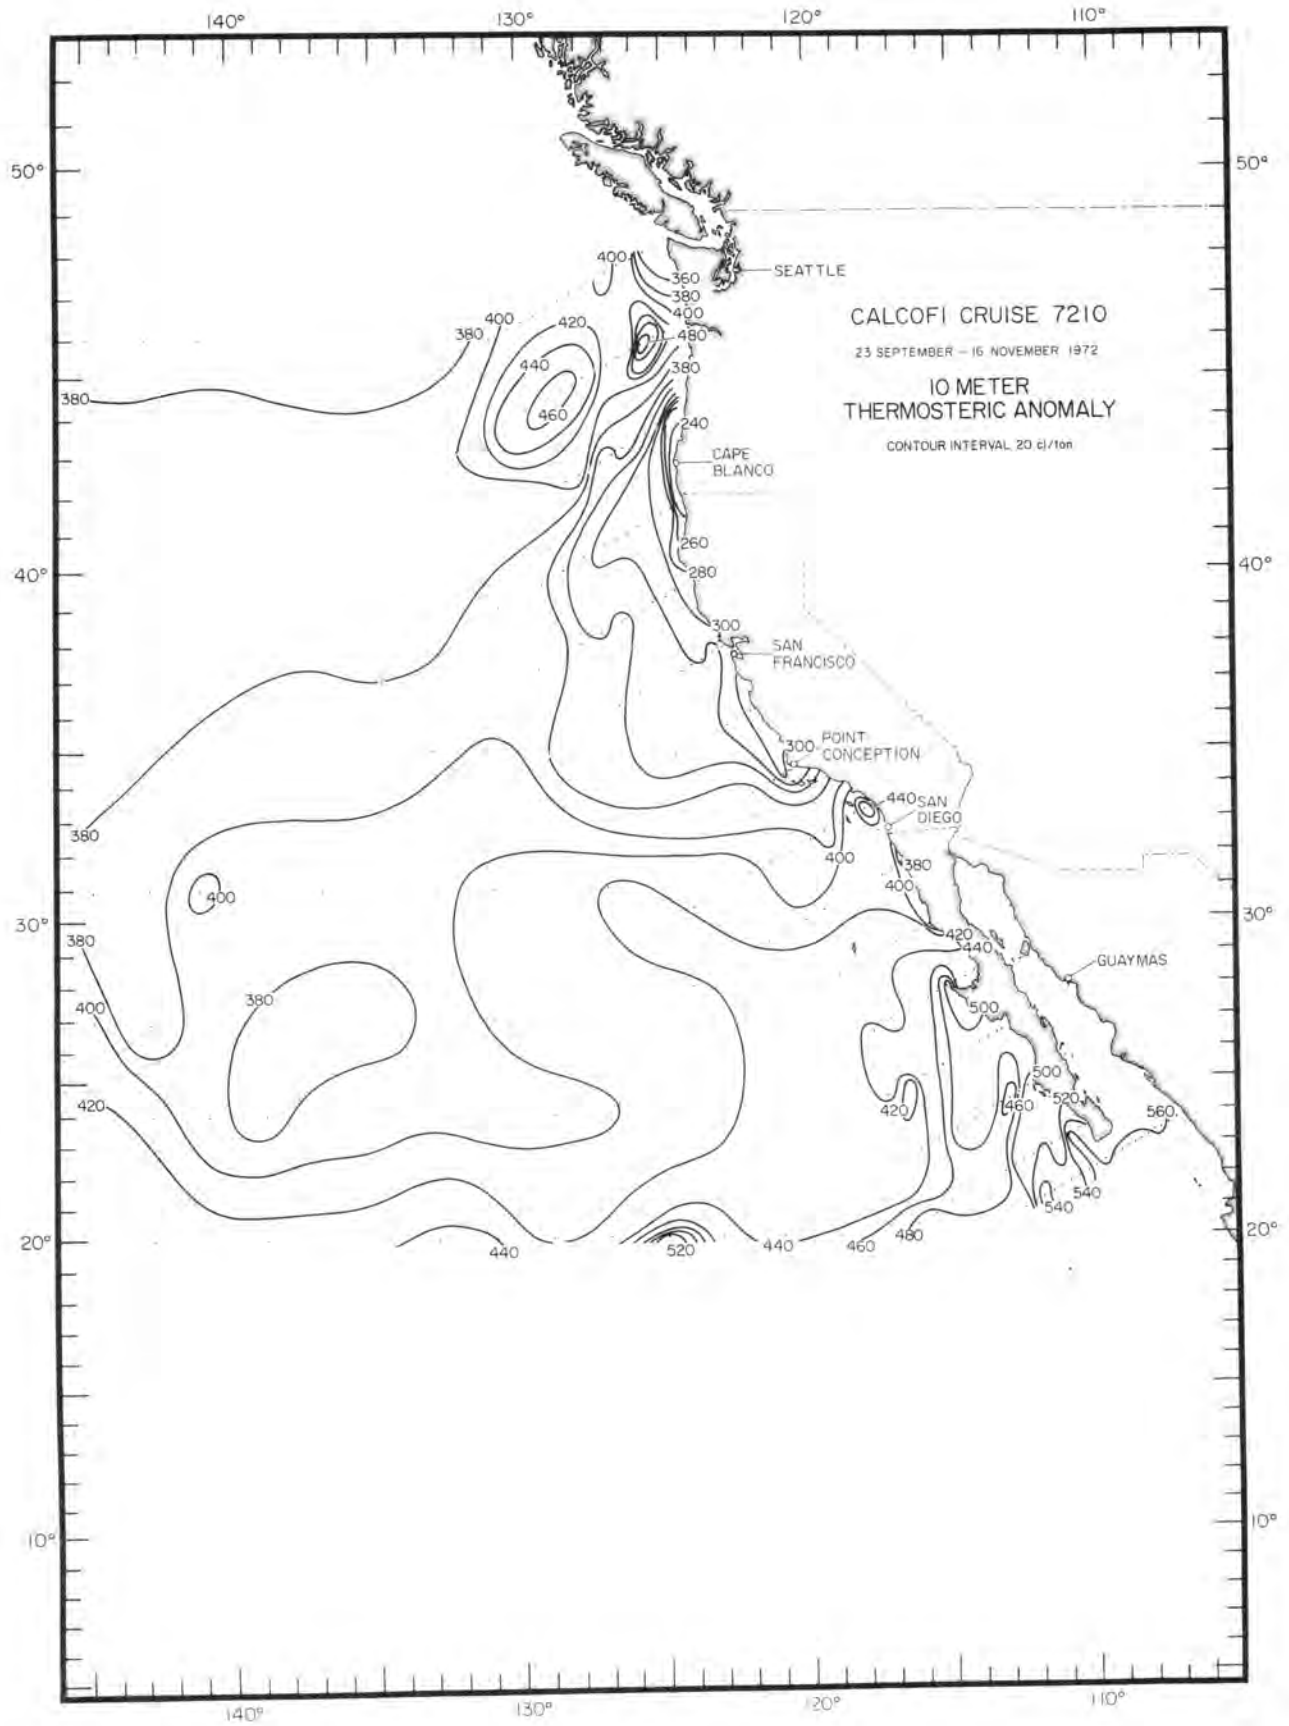 140° 130° 120° 110°
50° 50°
400
360
SEATTLE
380
400
CALCOFI CRUISE 7210
400 420
480
380
23 SEPTEMBER – 16 NOVEMBER 1972
440
380
10 METER
380
THERMOSTERIC ANOMALY
460
240
CONTOUR INTERVAL 20 cl/ton
CAPE
BLANCO
260
40° 280 40°
300
SAN
FRANCISCO
300 POINT
CONCEPTION
440 SAN
DIEGO
380
400
380
400
400
30° 30°
420
380 440
GUAYMAS
380
400 500
500
420 420 460 520 560
540
540
20° 440 520 440 460 480 20°
10° 10°
140° 130° 120° 110°